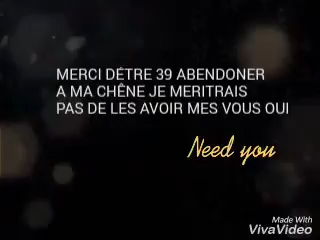 MERCI DÊTRE 39 ABENDONER
A MA CHÊNE JE MERITRAIS
PAS DE LES AVOIR MES VOUS OUI
Need you
Made With
VivaVideo